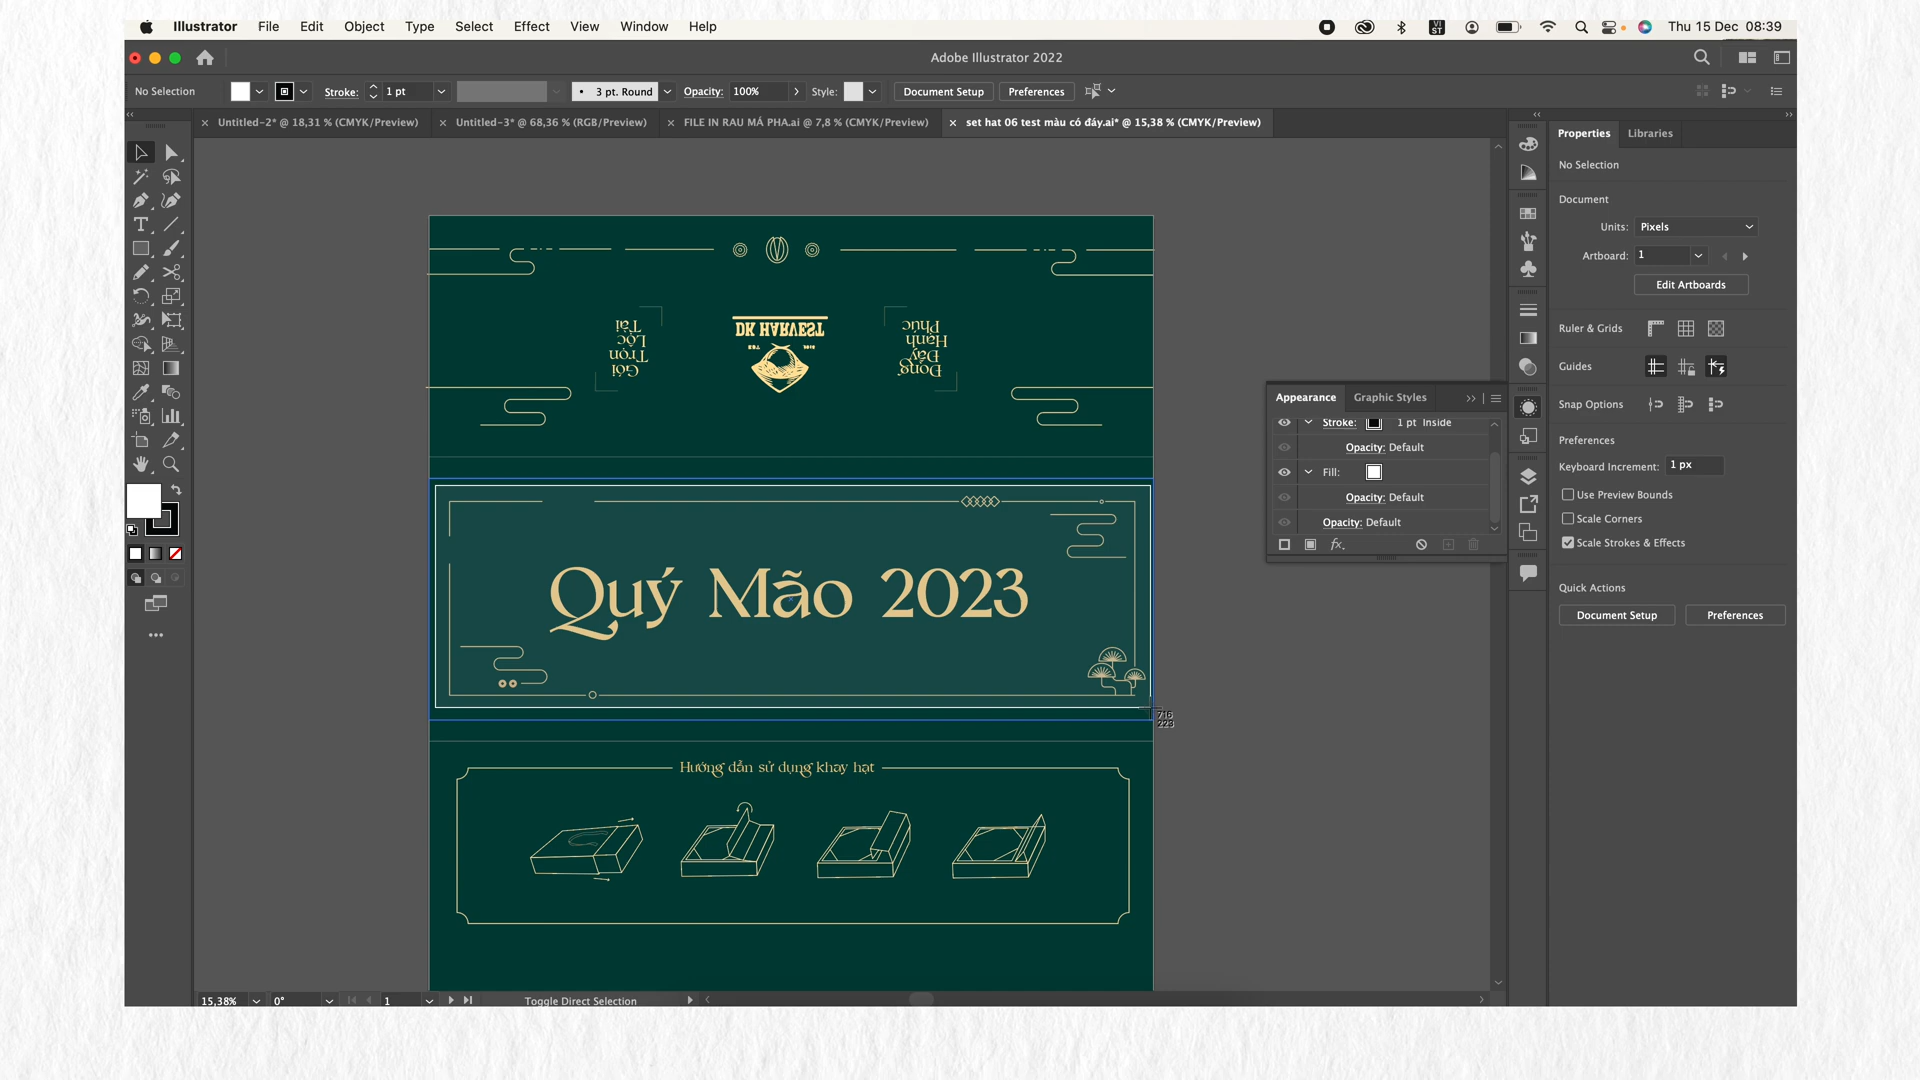 Illustrator File Edit Object Type Select Effect View Window Help
VI ST
Thu 15 Dec 08:39
Adobe Illustrator 2022
No Selection
Stroke: 1 pt
3 pt. Round
Opacity: 100%
Style:
Document Setup
Preferences
Untitled-2* @ 18,31 % (CMYK/Preview)
Untitled-3* @ 68,36 % (RGB/Preview)
FILE IN RAU MÁ PHA.ai @ 7,8 % (CMYK/Preview)
set hat 06 test màu có đáy.ai* @ 15,38 % (CMYK/Preview)
Gói
Trọn
Lộc
Tài
DK HARVEST
Đong
Đầy
Hạnh
Phúc
Quý Mão 2023
716
223
Hướng dẫn sử dụng khay hạt
Appearance
Graphic Styles
Stroke: 1 pt Inside
Opacity: Default
Fill:
Opacity: Default
Opacity: Default
fx.
Properties
Libraries
No Selection
Document
Units: Pixels
Artboard: 1
Edit Artboards
Ruler & Grids
Guides
Snap Options
Preferences
Keyboard Increment: 1 px
Use Preview Bounds
Scale Corners
Scale Strokes & Effects
Quick Actions
Document Setup
Preferences
15,38%
0°
1
Toggle Direct Selection